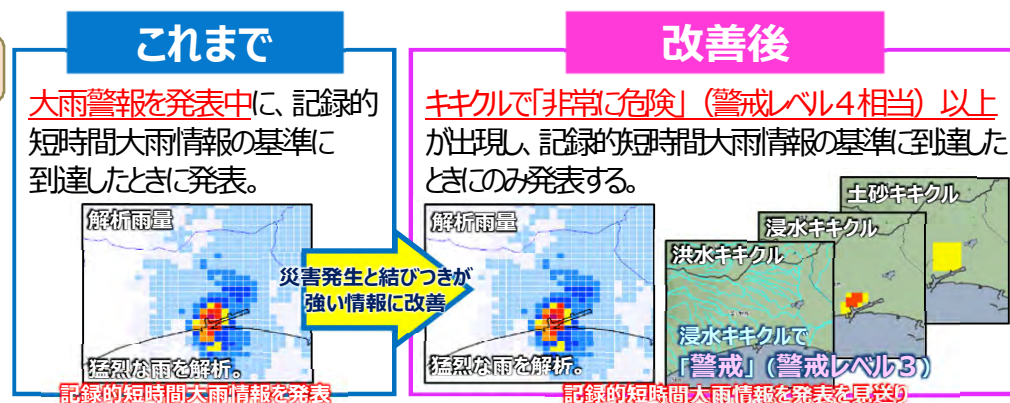 これまで
大雨警報を発表中に、記録的
短時間大雨情報の基準に
到達したときに発表。
解析雨量
猛烈な雨を解析。
記録的短時間大雨情報を発表
災害発生と結びつきが
強い情報に改善
改善後
キキクルで「非常に危険」（警戒レベル４相当）以上
が出現し、記録的短時間大雨情報の基準に到達した
ときにのみ発表する。
解析雨量
猛烈な雨を解析。
土砂キキクル
浸水キキクル
洪水キキクル
浸水キキクルで
「警戒」（警戒レベル３）
記録的短時間大雨情報を発表を見送り